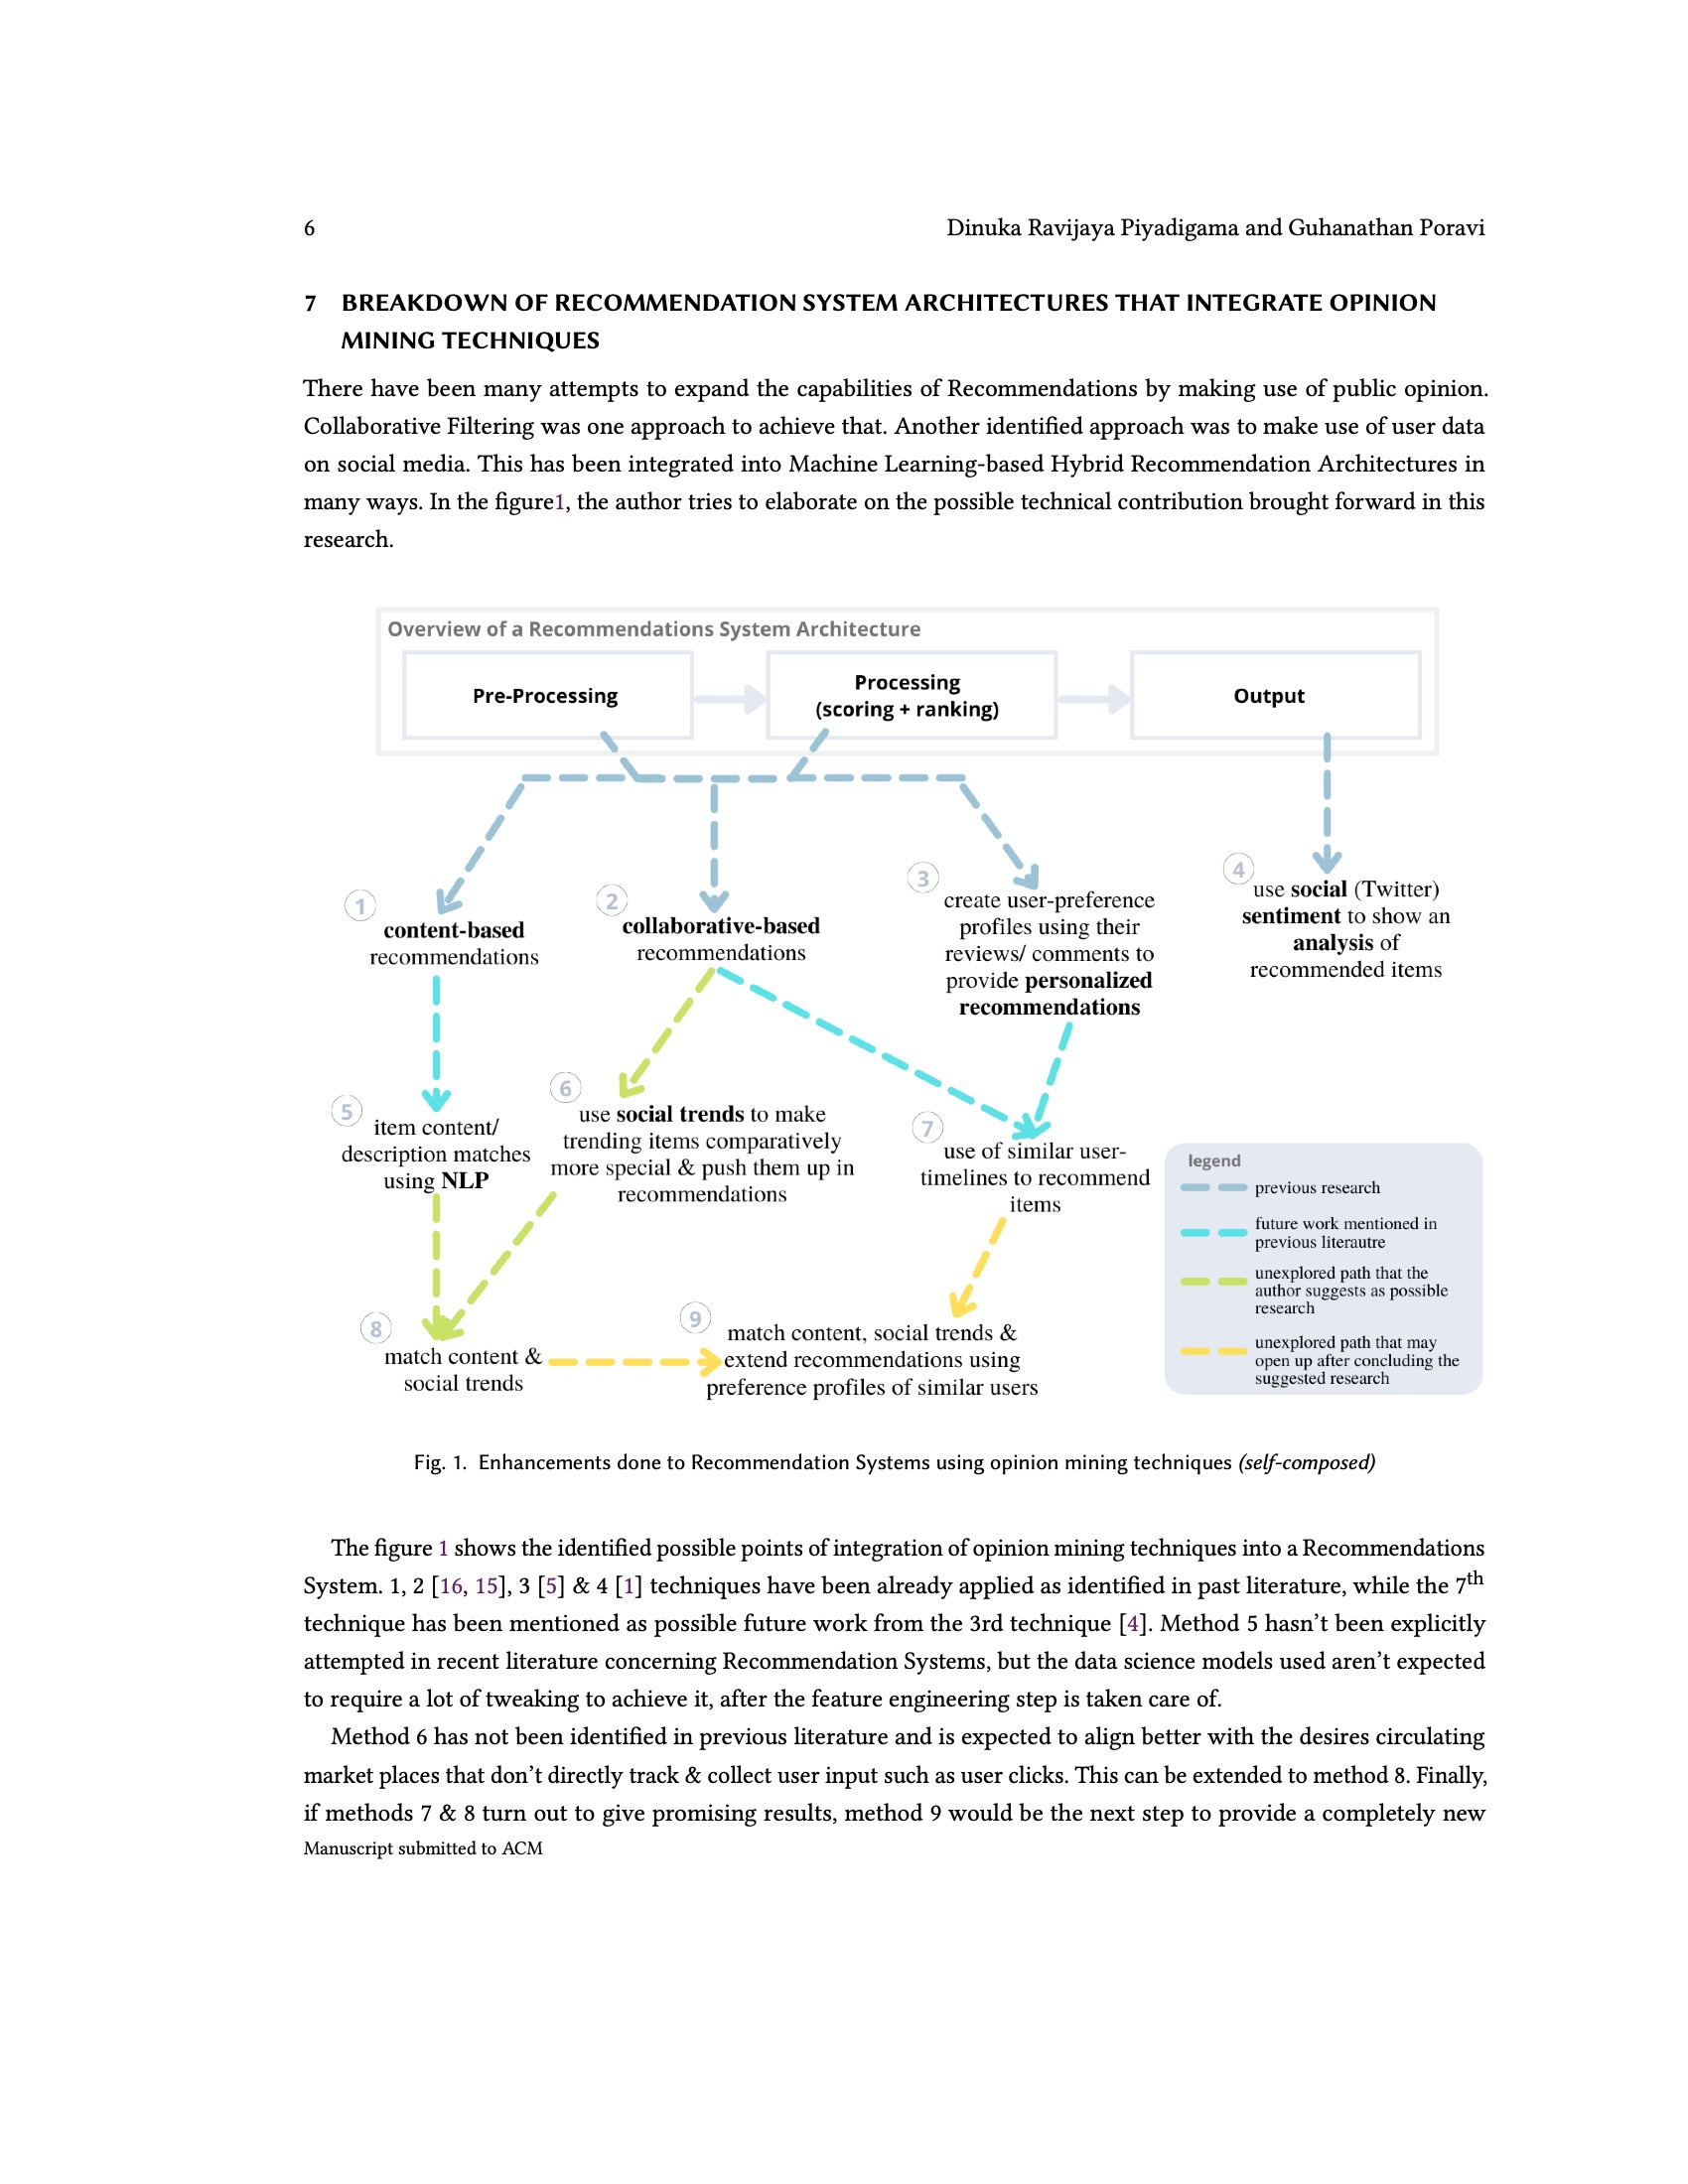 6
Dinuka Ravijaya Piyadigama and Guhanathan Poravi
7 BREAKDOWN OF RECOMMENDATION SYSTEM ARCHITECTURES THAT INTEGRATE OPINION
MINING TECHNIQUES
There have been many attempts to expand the capabilities of Recommendations by making use of public opinion.
Collaborative Filtering was one approach to achieve that. Another identified approach was to make use of user data
on social media. This has been integrated into Machine Learning-based Hybrid Recommendation Architectures in
many ways. In the figure1, the author tries to elaborate on the possible technical contribution brought forward in this
research.
Overview of a Recommendations System Architecture
Pre-Processing
Processing
(scoring + ranking)
Output
1
content-based
recommendations
2
collaborative-based
recommendations
3
create user-preference
profiles using their
reviews/ comments to
provide personalized
recommendations
4
use social (Twitter)
sentiment to show an
analysis of
recommended items
5
item content/
description matches
using NLP
6
use social trends to make
trending items comparatively
more special & push them up in
recommendations
7
use of similar user-
timelines to recommend
items
8
match content &
social trends
9
match content, social trends &
extend recommendations using
preference profiles of similar users
legend
previous research
future work mentioned in
previous literautre
unexplored path that the
author suggests as possible
research
unexplored path that may
open up after concluding the
suggested research
Fig. 1. Enhancements done to Recommendation Systems using opinion mining techniques (self-composed)
The figure 1 shows the identified possible points of integration of opinion mining techniques into a Recommendations
System. 1, 2 [16, 15], 3 [5] & 4 [1] techniques have been already applied as identified in past literature, while the 7th
technique has been mentioned as possible future work from the 3rd technique [4]. Method 5 hasn't been explicitly
attempted in recent literature concerning Recommendation Systems, but the data science models used aren't expected
to require a lot of tweaking to achieve it, after the feature engineering step is taken care of.
Method 6 has not been identified in previous literature and is expected to align better with the desires circulating
market places that don't directly track & collect user input such as user clicks. This can be extended to method 8. Finally,
if methods 7 & 8 turn out to give promising results, method 9 would be the next step to provide a completely new
Manuscript submitted to ACM